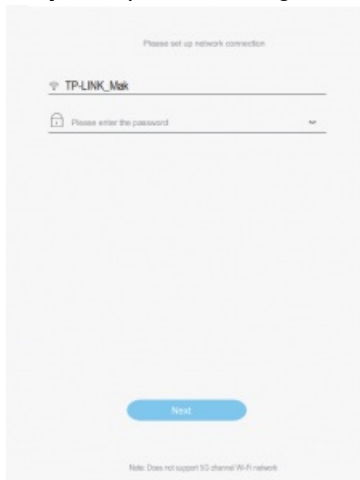 Please set up network connection
TP-LINK_Mak
Please enter the password
Next
Note: Does not support 5G channel Wi-Fi network